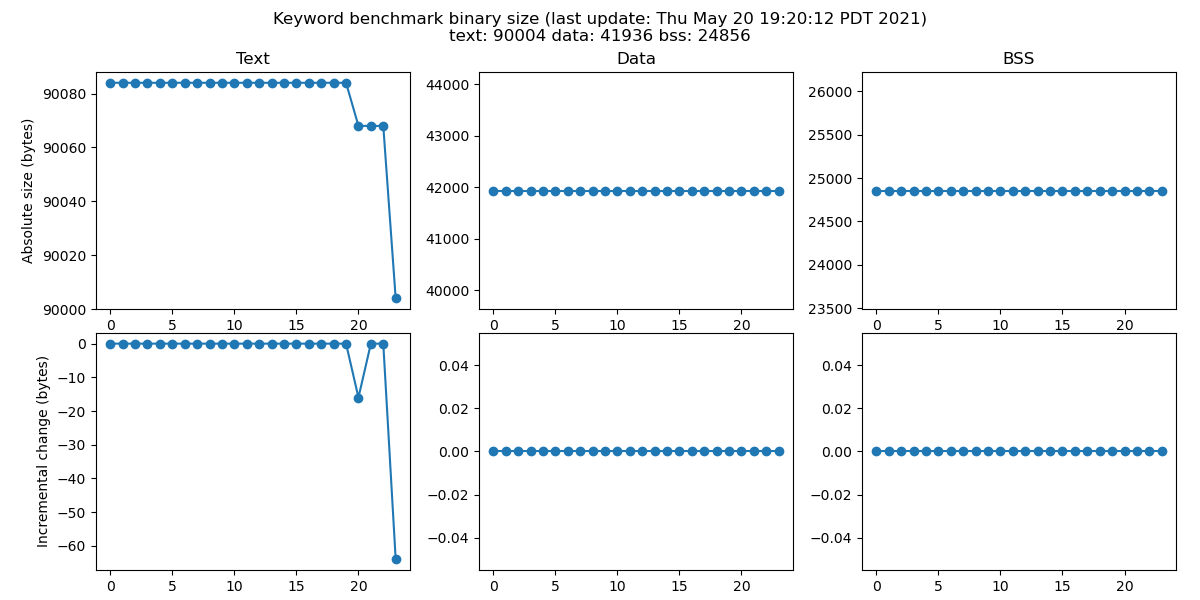 Keyword benchmark binary size (last update: Thu May 20 19:20:12 PDT 2021)
text: 90004 data: 41936 bss: 24856
Text
Absolute size (bytes)
90080
90060
90040
90020
90000
0 5 10 15 20
Data
44000
43000
42000
41000
40000
0 5 10 15 20
BSS
26000
25500
25000
24500
24000
23500
0 5 10 15 20
Incremental change (bytes)
0
−10
−20
−30
−40
−50
−60
0 5 10 15 20
0.04
0.02
0.00
−0.02
−0.04
0 5 10 15 20
0.04
0.02
0.00
−0.02
−0.04
0 5 10 15 20